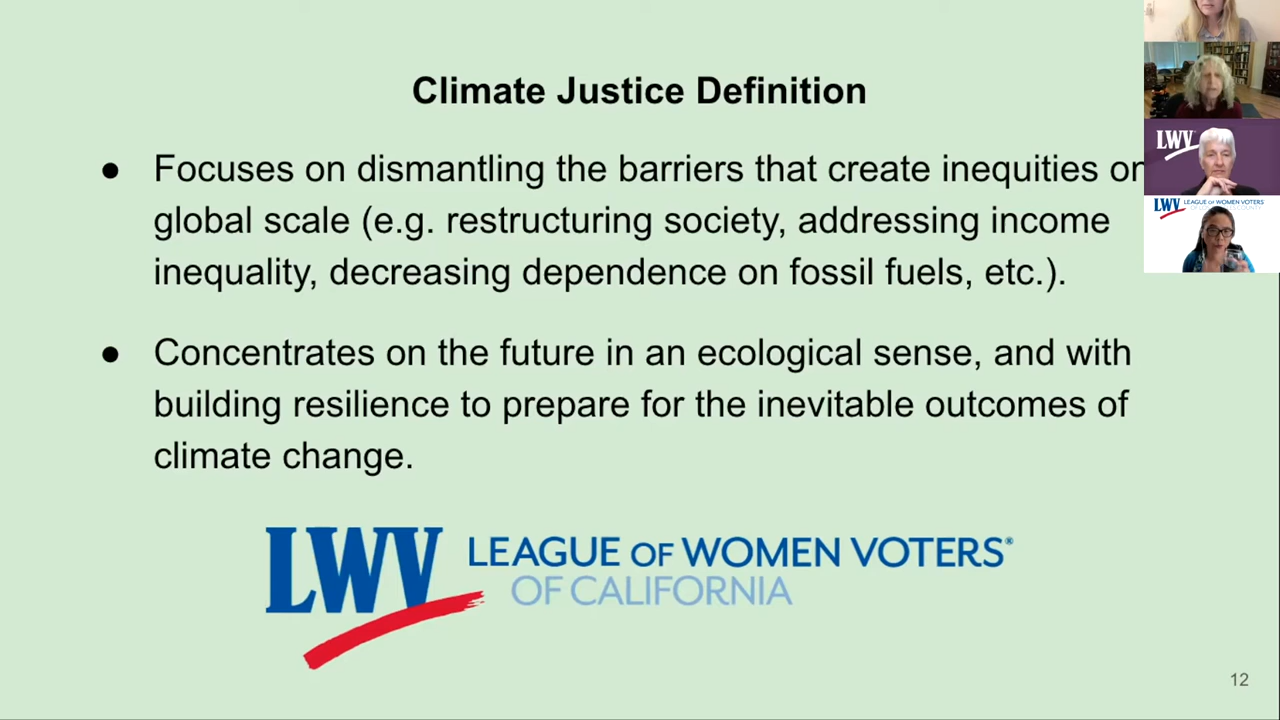 Climate Justice Definition
● Focuses on dismantling the barriers that create inequities on
global scale (e.g. restructuring society, addressing income
inequality, decreasing dependence on fossil fuels, etc.).
● Concentrates on the future in an ecological sense, and with
building resilience to prepare for the inevitable outcomes of
climate change.
LWV LEAGUE OF WOMEN VOTERS®
OF CALIFORNIA
12
LWV
LWV LEAGUE OF WOMEN VOTERS